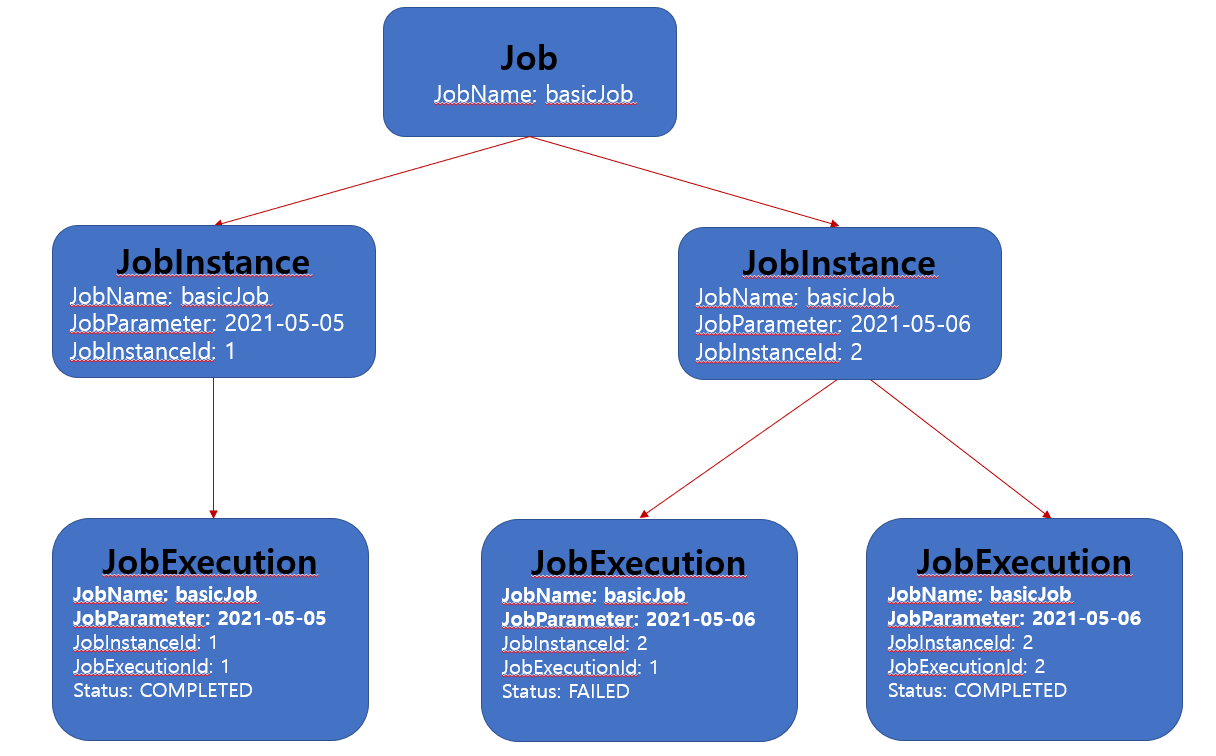 Job
JobName: basicJob
JobInstance
JobName: basicJob
JobParameter: 2021-05-05
JobInstanceId: 1
JobInstance
JobName: basicJob
JobParameter: 2021-05-06
JobInstanceId: 2
JobExecution
JobName: basicJob
JobParameter: 2021-05-05
JobInstanceId: 1
JobExecutionId: 1
Status: COMPLETED
JobExecution
JobName: basicJob
JobParameter: 2021-05-06
JobInstanceId: 2
JobExecutionId: 1
Status: FAILED
JobExecution
JobName: basicJob
JobParameter: 2021-05-06
JobInstanceId: 2
JobExecutionId: 2
Status: COMPLETED